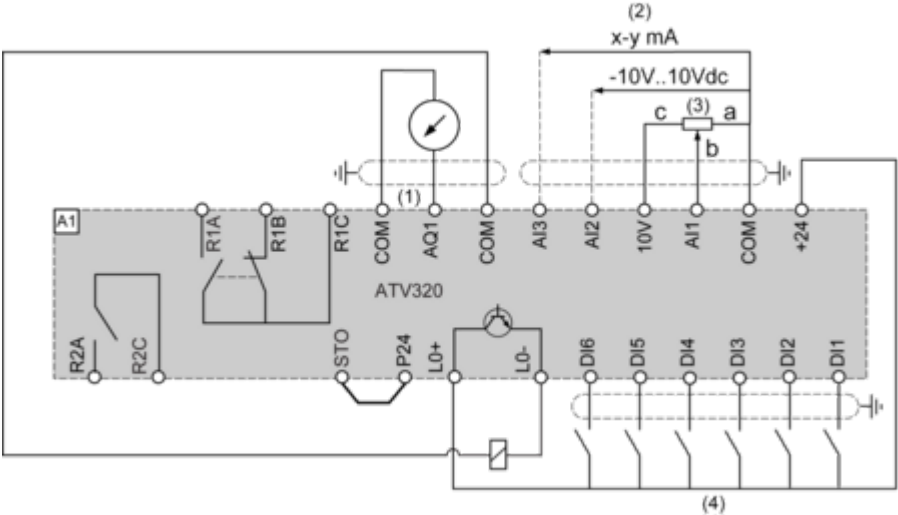 (2)
x-y mA
-10V..10Vdc
c (3) a
b
(1)
A1
R1A
R1B
R1C
COM
AQ1
COM
AI3
AI2
10V
AI1
COM
+24
ATV320
R2A
R2C
STO
P24
L0+
L0-
DI6
DI5
DI4
DI3
DI2
DI1
(4)